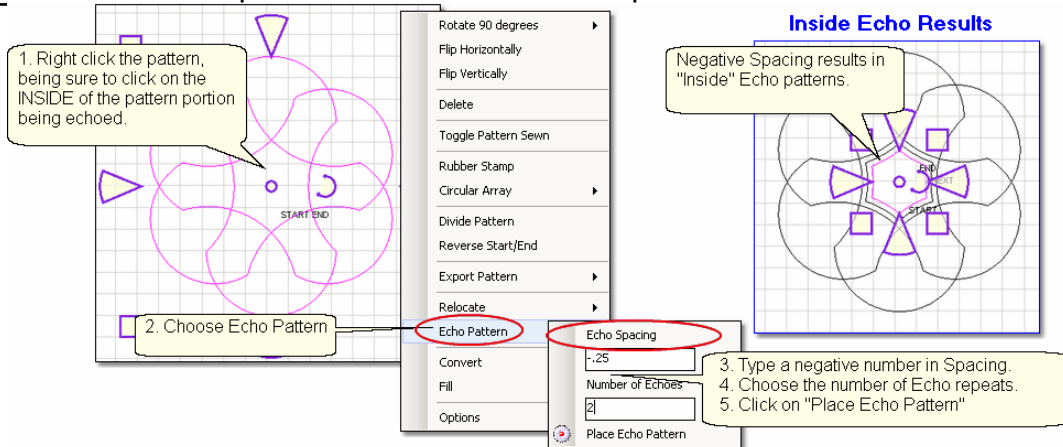 1. Right click the pattern,
being sure to click on the
INSIDE of the pattern portion
being echoed.
START END
2. Choose Echo Pattern
Rotate 90 degrees
Flip Horizontally
Flip Vertically
Delete
Toggle Pattern Sewn
Rubber Stamp
Circular Array
Divide Pattern
Reverse Start/End
Export Pattern
Relocate
Echo Pattern
Convert
Fill
Options
Echo Spacing
-.25
Number of Echoes
2
Place Echo Pattern
3. Type a negative number in Spacing.
4. Choose the number of Echo repeats.
5. Click on "Place Echo Pattern"
Inside Echo Results
Negative Spacing results in
"Inside" Echo patterns.
END
START